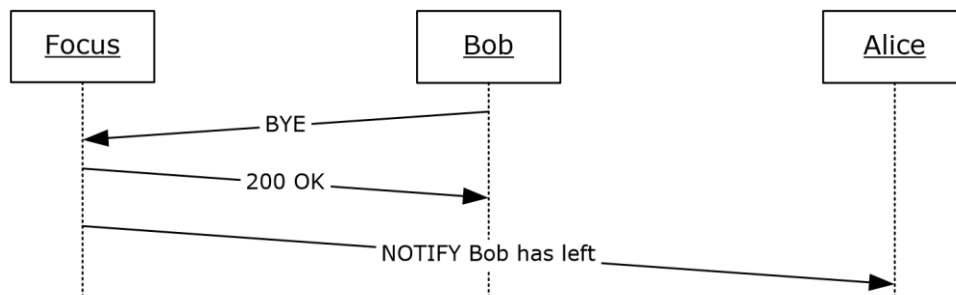 Focus
Bob
Alice
BYE
200 OK
NOTIFY Bob has left